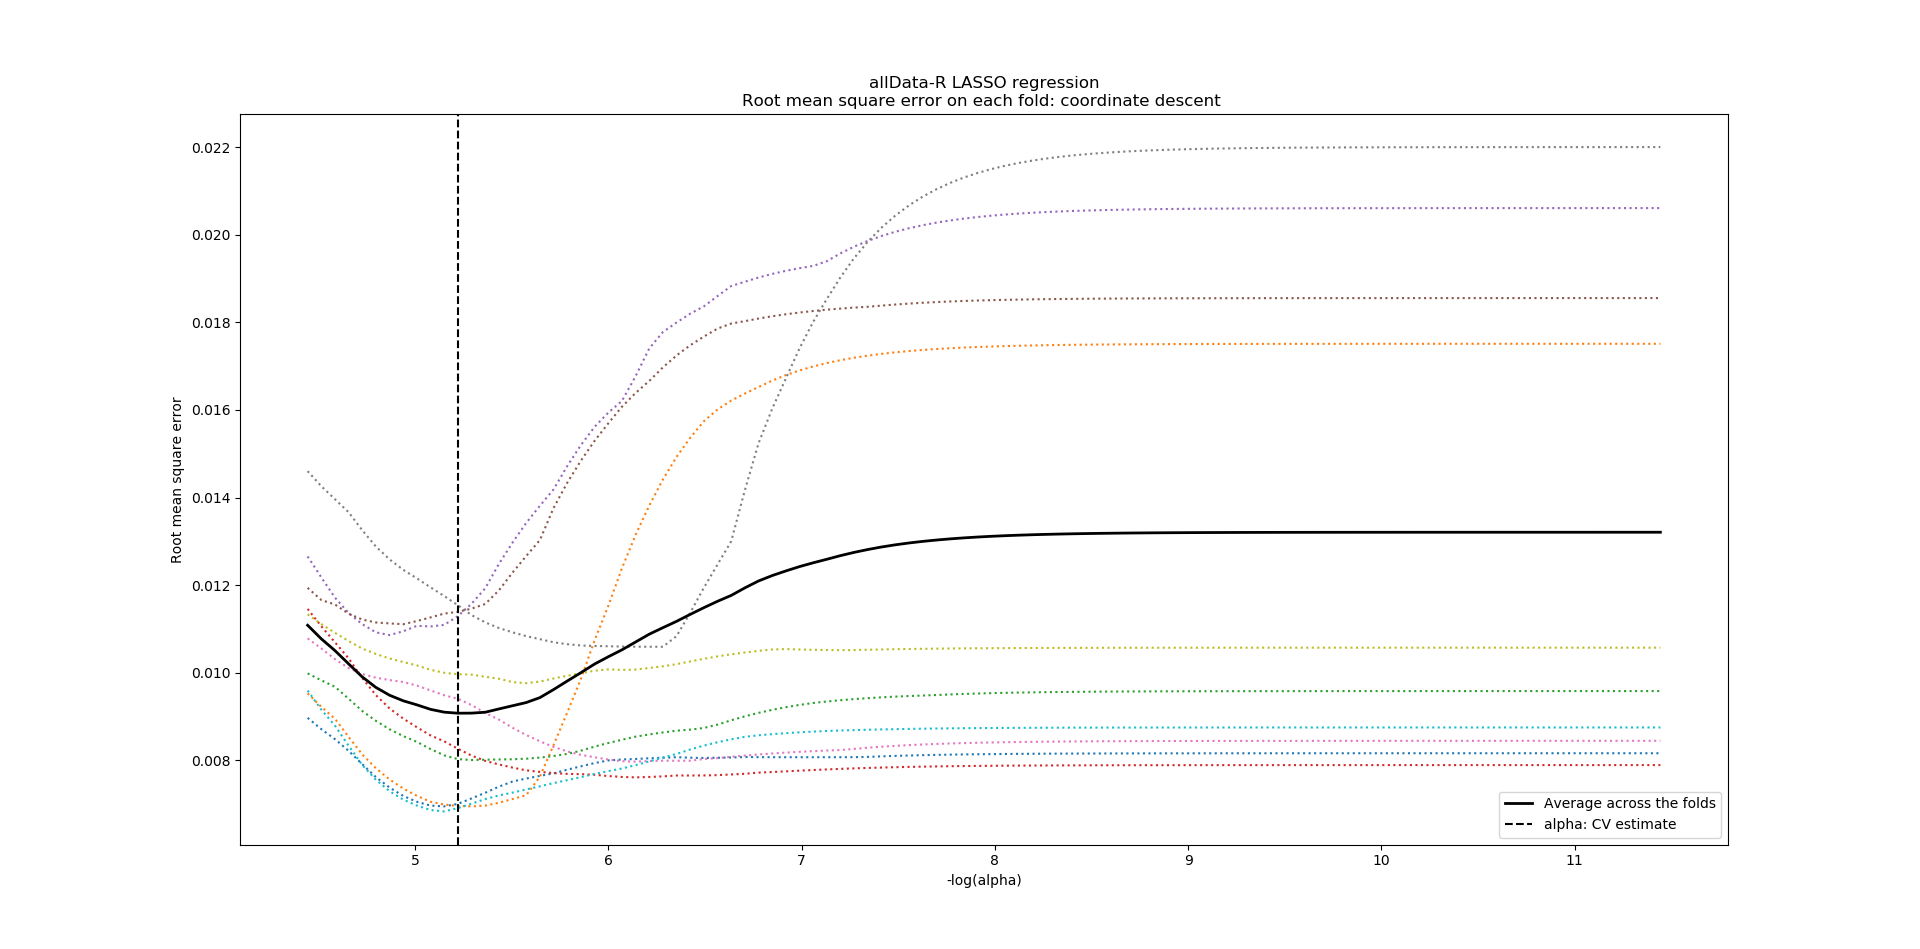 allData-R LASSO regression
Root mean square error on each fold: coordinate descent
Root mean square error
0.022
0.020
0.018
0.016
0.014
0.012
0.010
0.008
Average across the folds
alpha: CV estimate
5 6 7 8 9 10 11
-log(alpha)